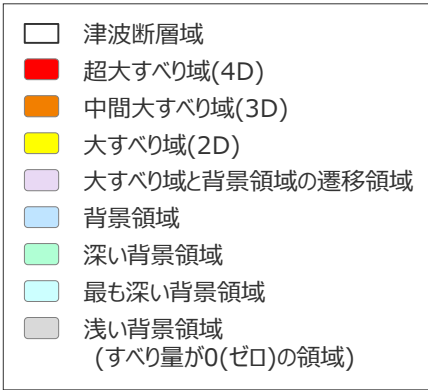 津波断層域
超大すべり域(4D)
中間大すべり域(3D)
大すべり域(2D)
大すべり域と背景領域の遷移領域
背景領域
深い背景領域
最も深い背景領域
浅い背景領域
(すべり量が0(ゼロ)の領域)